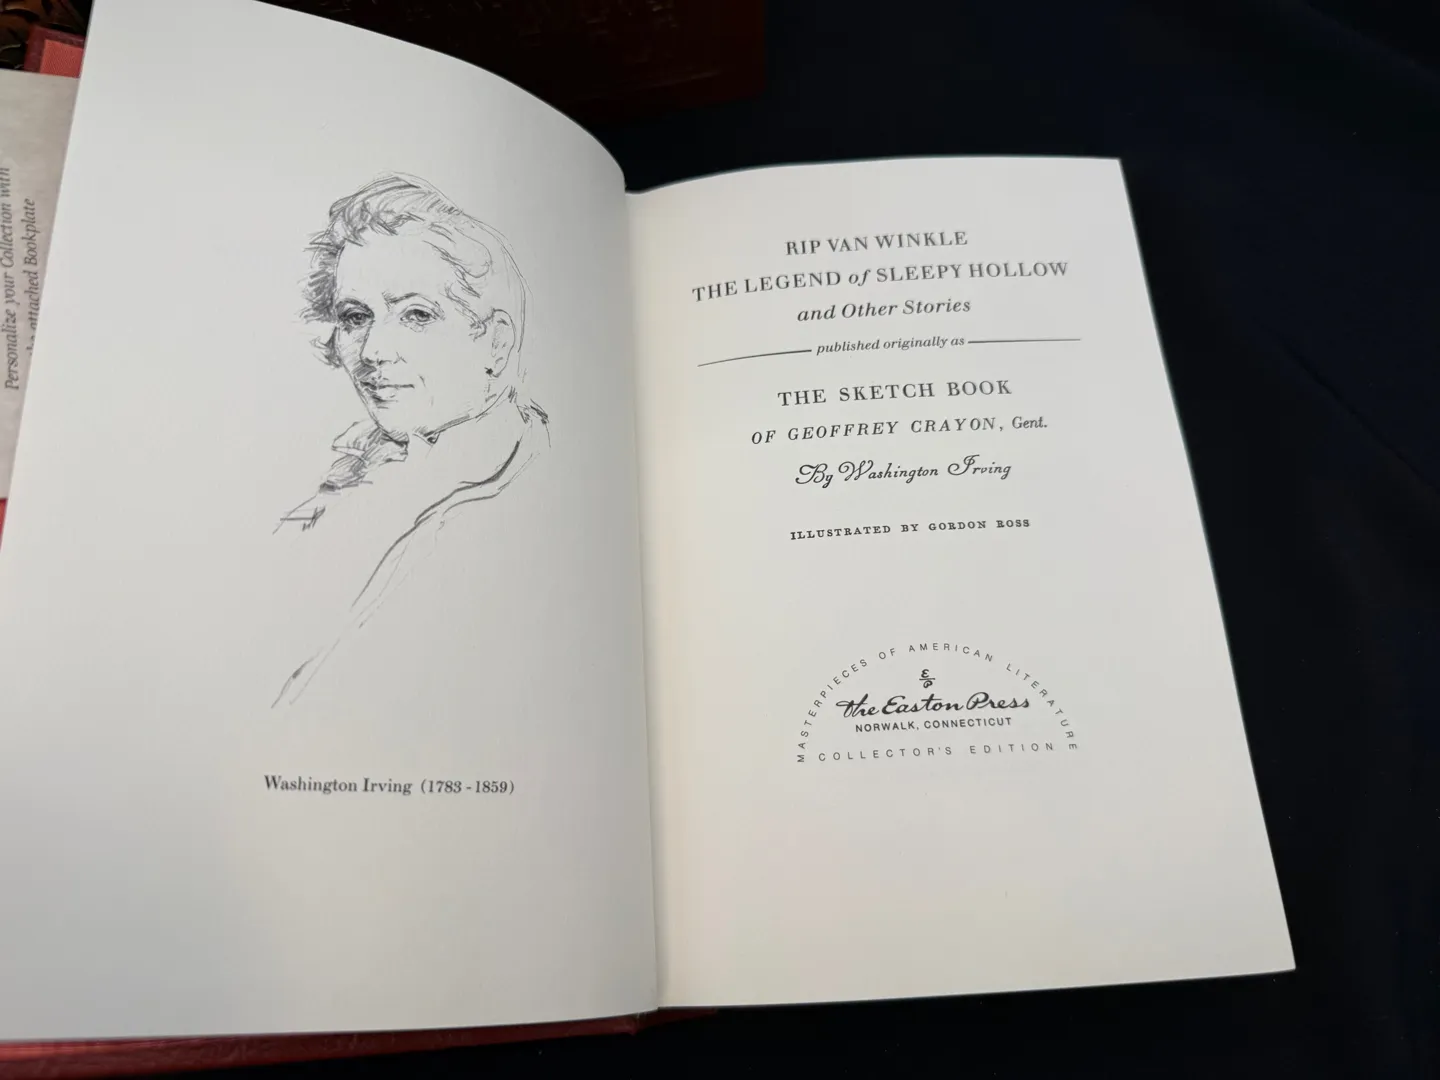 Personalize your Collection with
attached Bookplate
Washington Irving (1783 - 1859)
RIP VAN WINKLE
THE LEGEND of SLEEPY HOLLOW
and Other Stories
published originally as
THE SKETCH BOOK
OF GEOFFREY CRAYON, Gent.
By Washington Irving
ILLUSTRATED BY GORDON ROSS
MASTERPIECES OF AMERICAN LITERATURE
The Easton Press
NORWALK, CONNECTICUT
COLLECTOR'S EDITION